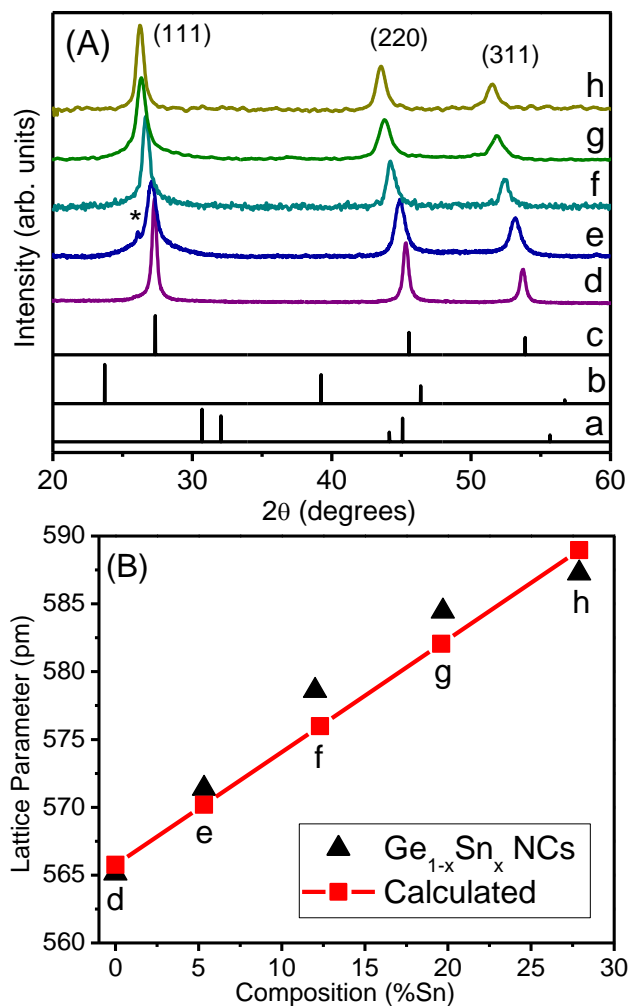 (A)
(111)
(220)
(311)
h
g
f
*
e
d
c
b
a
Intensity (arb. units)
20 30 40 50 60
2θ (degrees)
(B)
590
585
580
575
570
565
560
Lattice Parameter (pm)
d
e
f
g
h
Ge1-xSnx NCs
Calculated
0 5 10 15 20 25 30
Composition (%Sn)